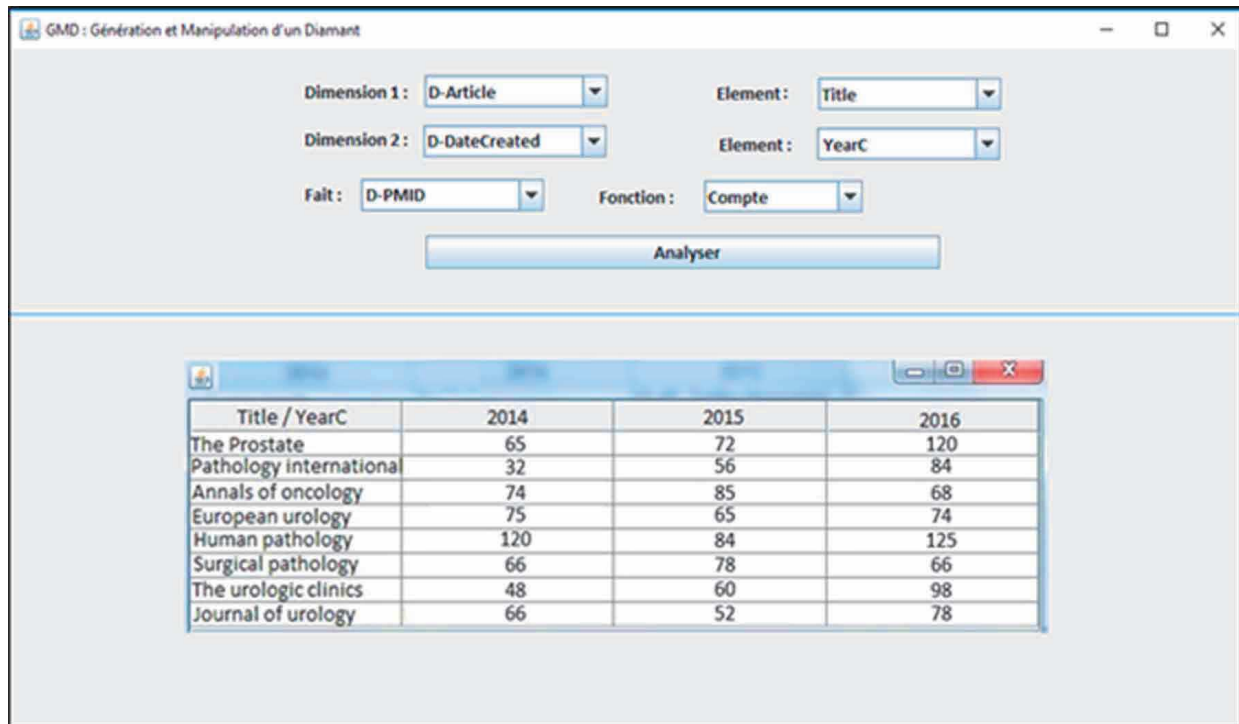 GMD : Génération et Manipulation d'un Diamant
Dimension 1 : D-Article Element : Title
Dimension 2 : D-DateCreated Element : YearC
Fait : D-PMID Fonction : Compte
Analyser
Title / YearC 2014 2015 2016
The Prostate 65 72 120
Pathology international 32 56 84
Annals of oncology 74 85 68
European urology 75 65 74
Human pathology 120 84 125
Surgical pathology 66 78 66
The urologic clinics 48 60 98
Journal of urology 66 52 78